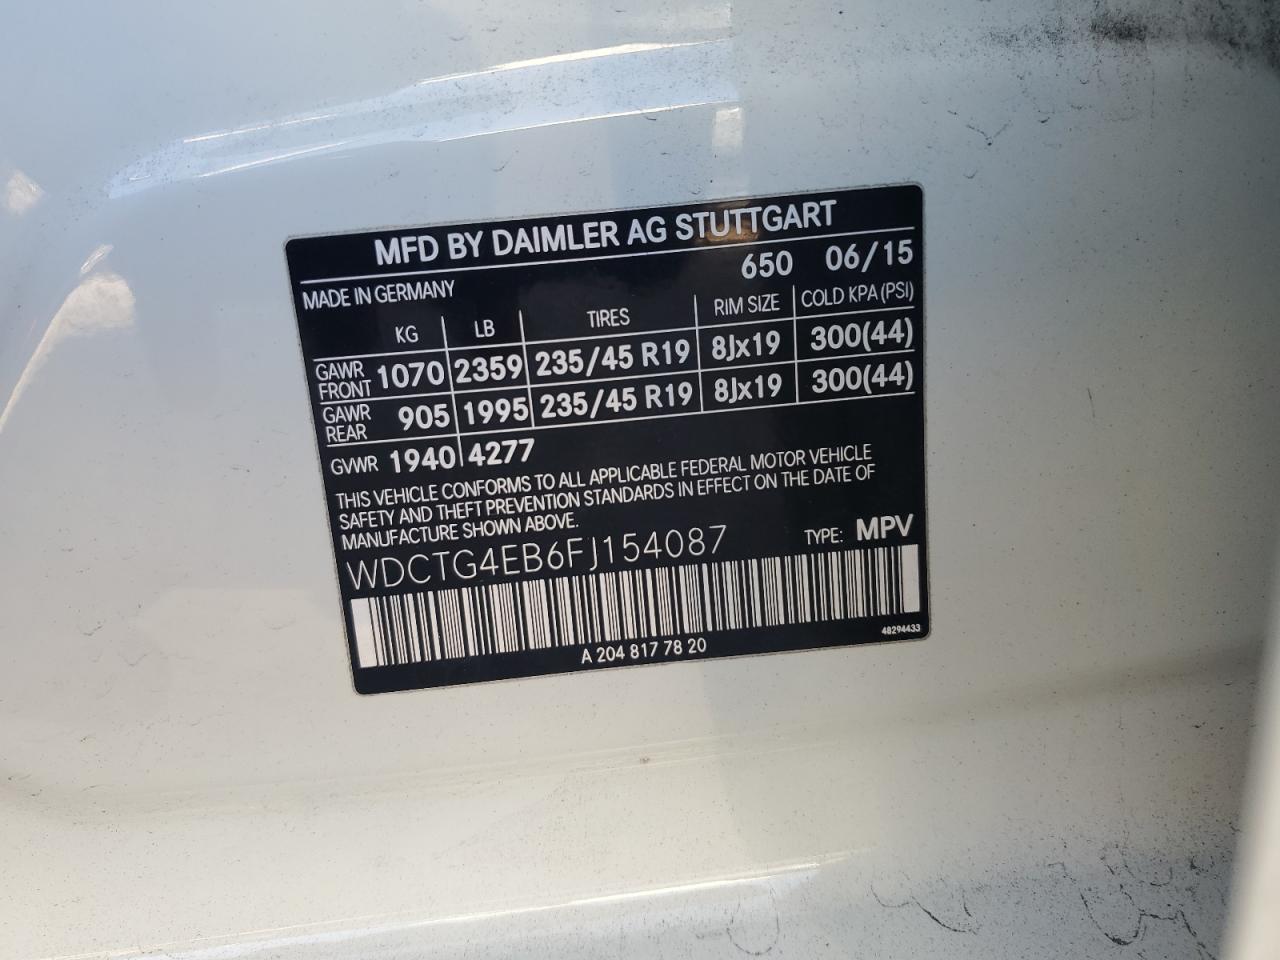 MFD BY DAIMLER AG STUTTGART
650 06/15
MADE IN GERMANY
KG LB TIRES RIM SIZE COLD KPA (PSI)
GAWR FRONT 1070 2359 235/45 R19 8Jx19 300(44)
GAWR REAR 905 1995 235/45 R19 8Jx19 300(44)
GVWR 1940 4277
THIS VEHICLE CONFORMS TO ALL APPLICABLE FEDERAL MOTOR VEHICLE
SAFETY AND THEFT PREVENTION STANDARDS IN EFFECT ON THE DATE OF
MANUFACTURE SHOWN ABOVE.
WDCTG4EB6FJ154087 TYPE: MPV
A 204 817 78 20
48294433